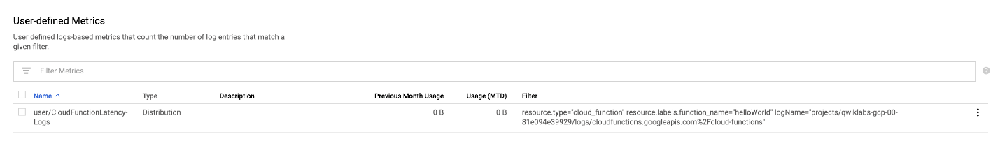 User-defined Metrics
User defined logs-based metrics that count the number of log entries that match a
given filter.
Filter Metrics
Name Type Description Previous Month Usage Usage (MTD) Filter
user/CloudFunctionLatency- Distribution 0 B 0 B resource.type="cloud_function" resource.labels.function_name="helloWorld" logName="projects/qwiklabs-gcp-00-
Logs 81e094e39929/logs/cloudfunctions.googleapis.com%2Fcloud-functions"